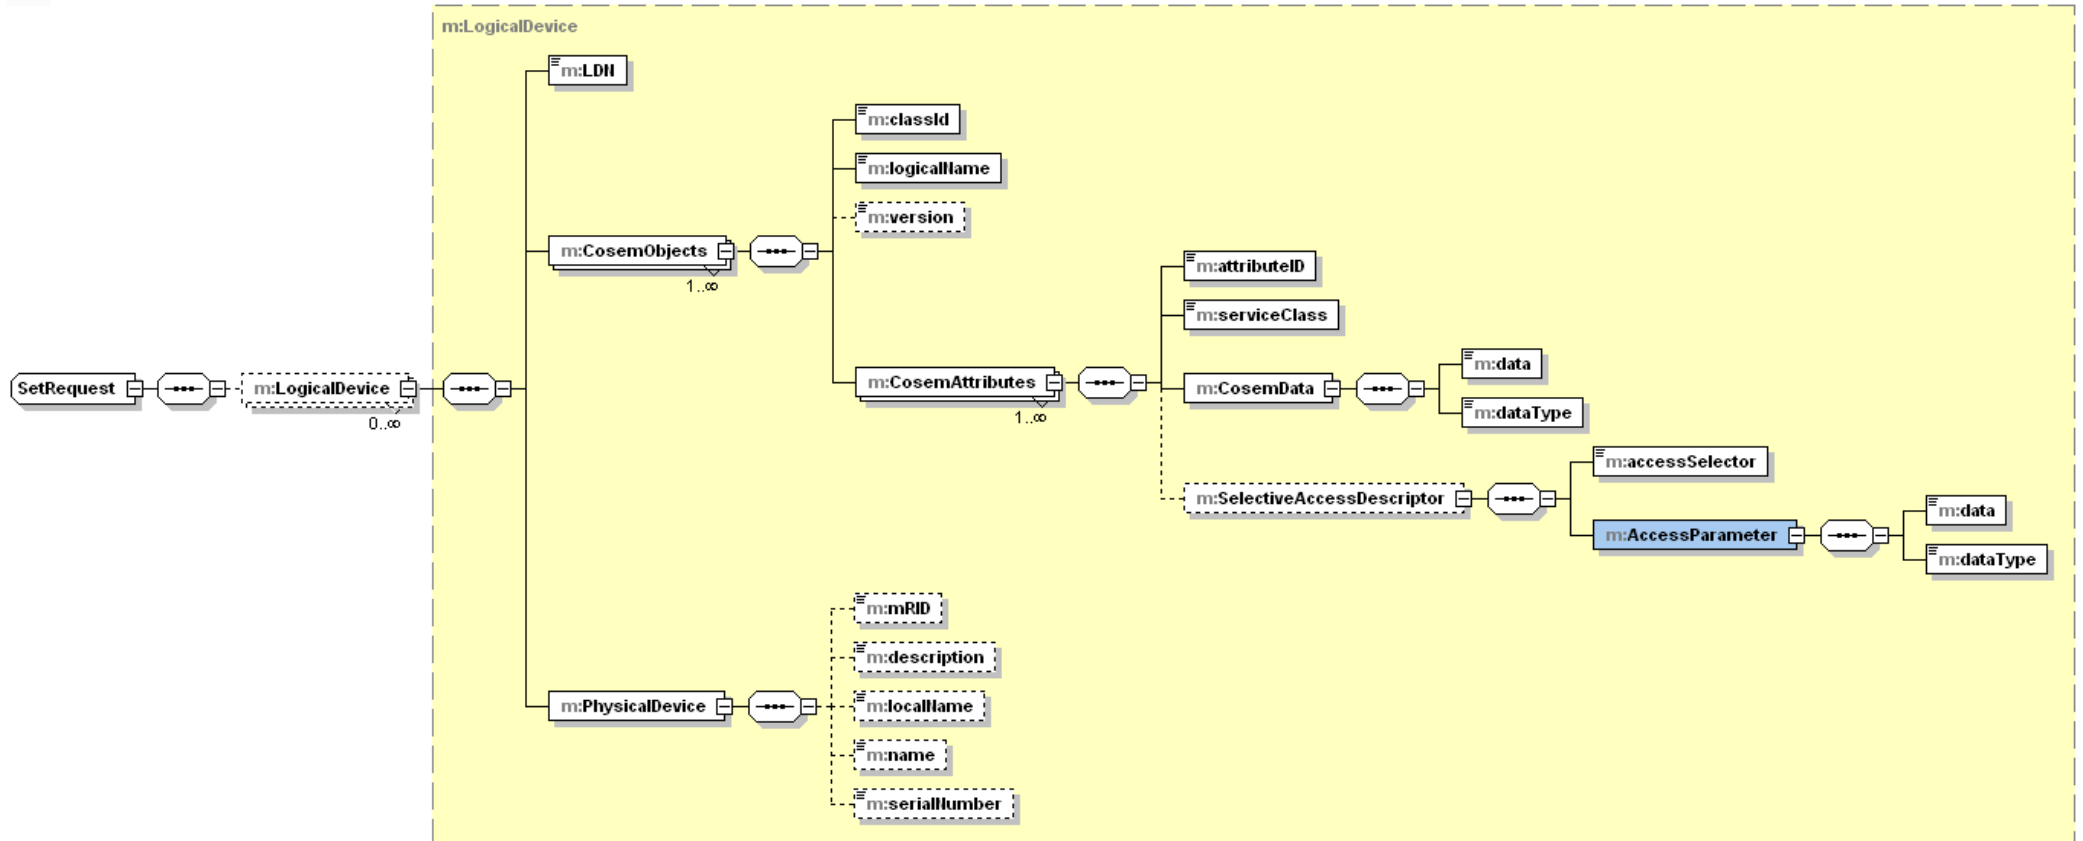 m:LogicalDevice
m:LDN
m:classId
m:logicalName
m:version
m:CosemObjects
1..∞
m:attributeID
m:serviceClass
m:data
SetRequest
m:LogicalDevice
0..∞
m:CosemAttributes
1..∞
m:CosemData
m:dataType
m:accessSelector
m:SelectiveAccessDescriptor
m:data
m:AccessParameter
m:dataType
m:mRID
m:description
m:PhysicalDevice
m:localName
m:name
m:serialNumber